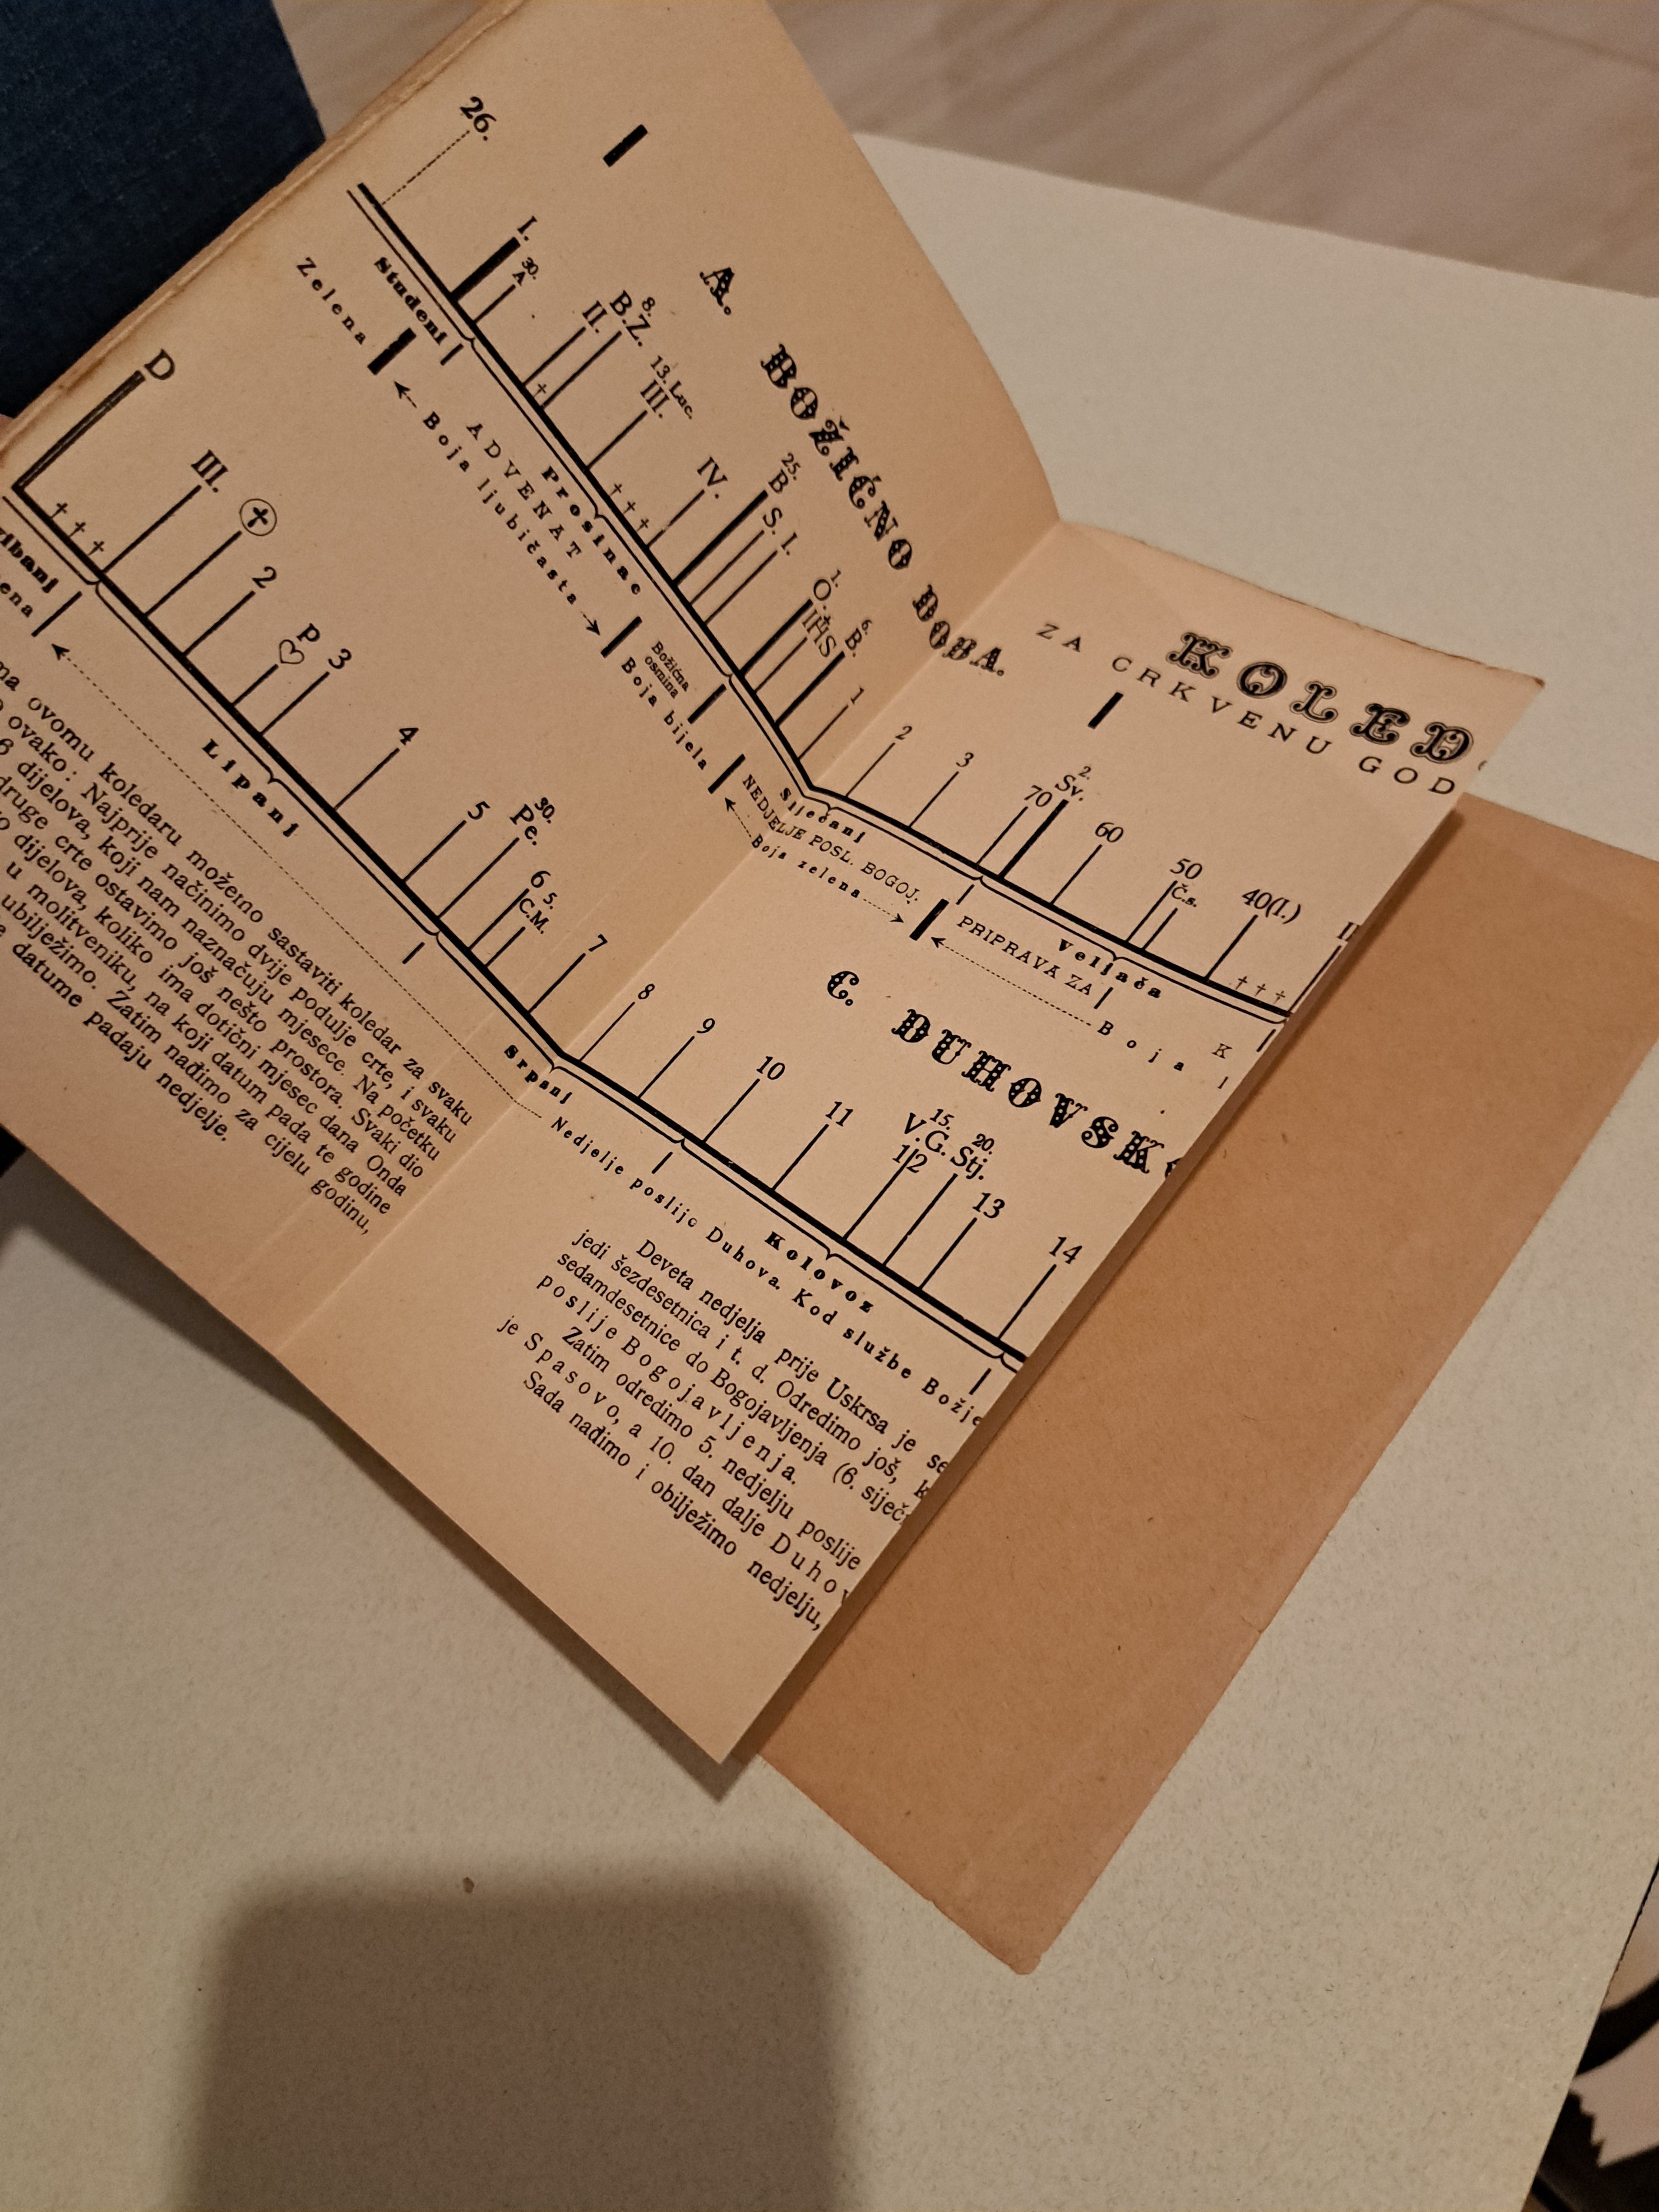 KOLED
ZA CRKVENU GOD
A. BOŽIĆNO DOBA.
26.
I.
30.
A
II.
8.
B.Z.
13. Luc.
III.
IV.
25.
B
S. I.
1.
O.
IHS
6.
B.
1
2
3
70
2.
Sv.
60
50
Č.s.
40(I.)
† † † †
† † †
Studeni
Prosinac
Siječanj
Veljača
Zelena
ADVENAT
Boja ljubičasta
Božićna
osmina
Boja bijela
NEDJELJE POSL. BOGOJ.
Boja zelena
PRIPRAVA ZA
K
Boja l
C. DUHOVSK
D
† † †
III.
2
P
3
4
5
30.
Pe.
6
5.
C.M.
7
8
9
10
11
15.
V.G.
12
20.
Stj.
13
14
Lipanj
Srpanj
Kolovoz
Nedjelje poslije Duhova. Kod službe Božje
ovomu koledaru možemo sastaviti koledar za svaku
ovako: Najprije načinimo dvije podulje crte, i svaku
6 dijelova, koji nam naznačuju mjesece. Na početku
druge crte ostavimo još nešto prostora. Svaki dio
dijelova, koliko ima dotični mjesec dana Onda
u molitveniku, na koji datum pada te godine
ubilježimo. Zatim nađimo za cijelu godinu,
datume padaju nedjelje.
Deveta nedjelja prije Uskrsa je se
jedi šezdesetnica i t. d. Odredimo još, k
sedamdesetnice do Bogojavljenja (6. siječ
poslije Bogojavljenja.
Zatim odredimo 5. nedjelju poslije
je Spasovo, a 10. dan dalje Duhov
Sada nađimo i obilježimo nedjelju,